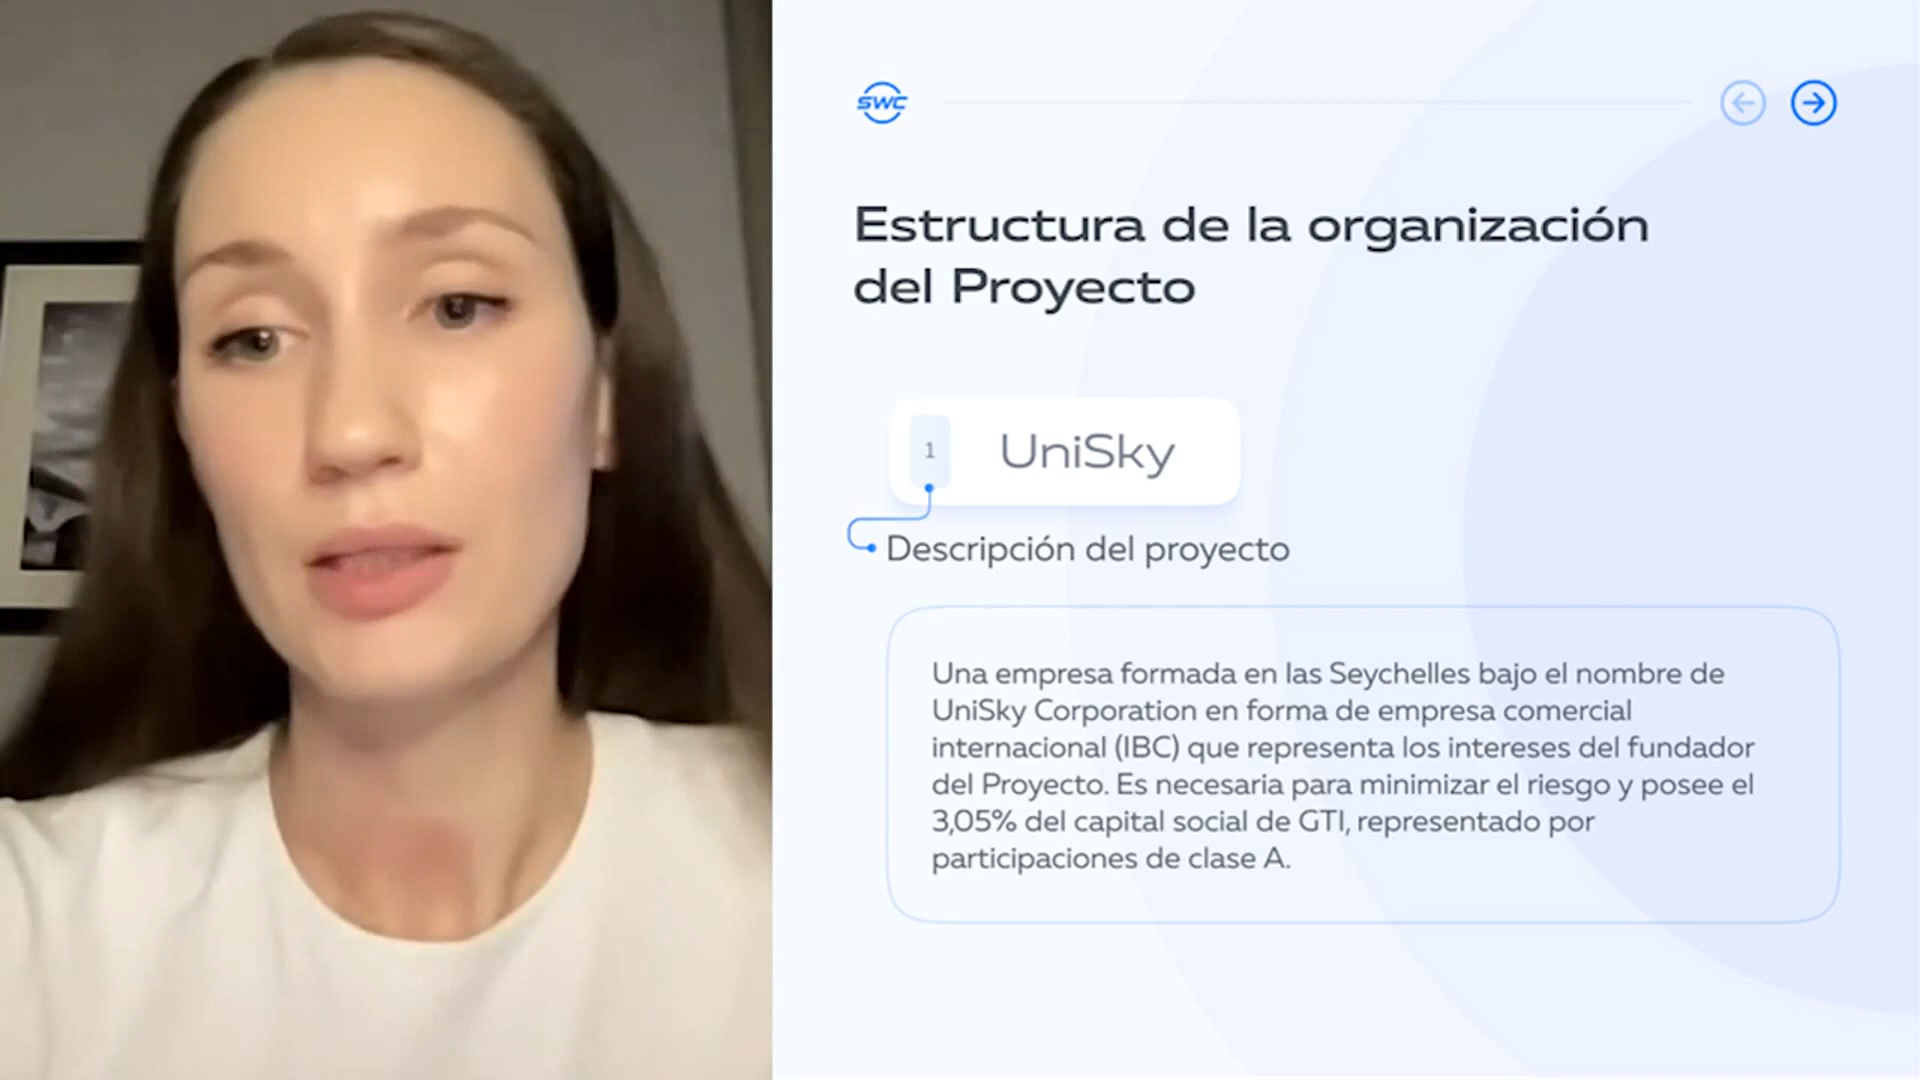 SWC
Estructura de la organización
del Proyecto
1
UniSky
Descripción del proyecto
Una empresa formada en las Seychelles bajo el nombre de
UniSky Corporation en forma de empresa comercial
internacional (IBC) que representa los intereses del fundador
del Proyecto. Es necesaria para minimizar el riesgo y posee el
3,05% del capital social de GTI, representado por
participaciones de clase A.